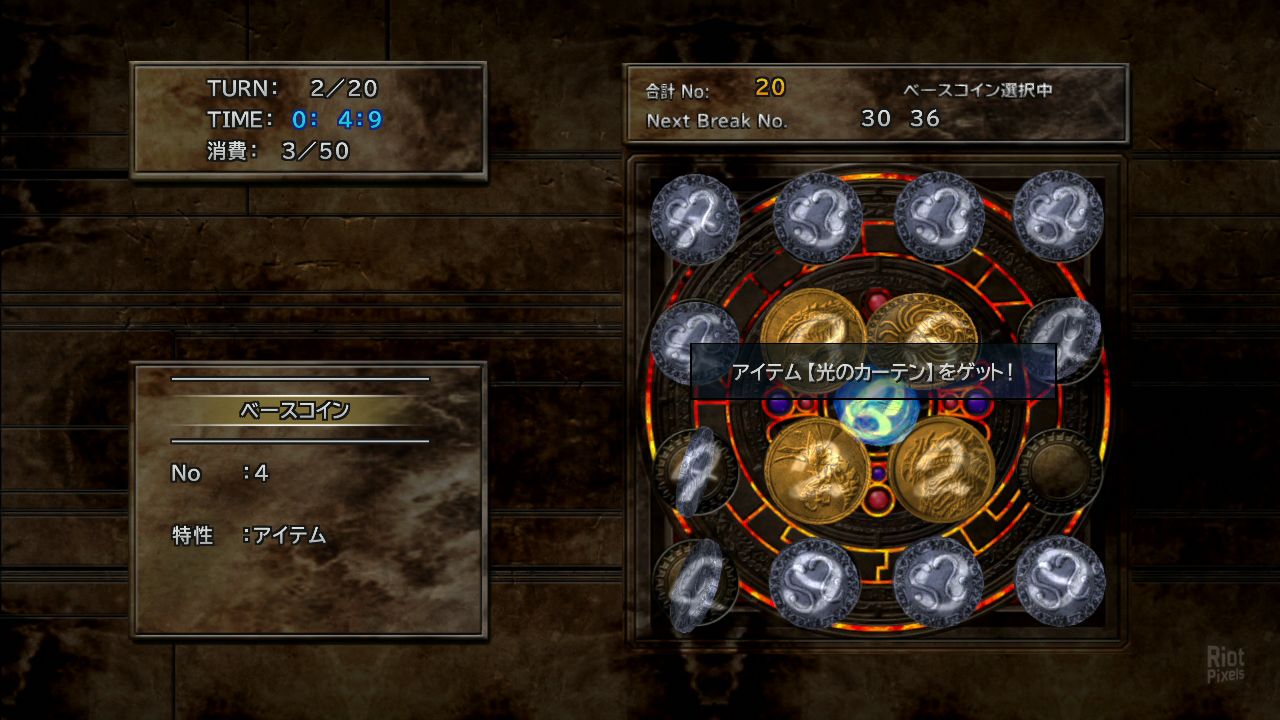 TURN: 2/20
TIME: 0: 4:9
消費: 3/50
合計 No: 20 ベースコイン選択中
Next Break No. 30 36
アイテム【光のカーテン】をゲット!
ベースコイン
No :4
特性 :アイテム
Riot
Pixels